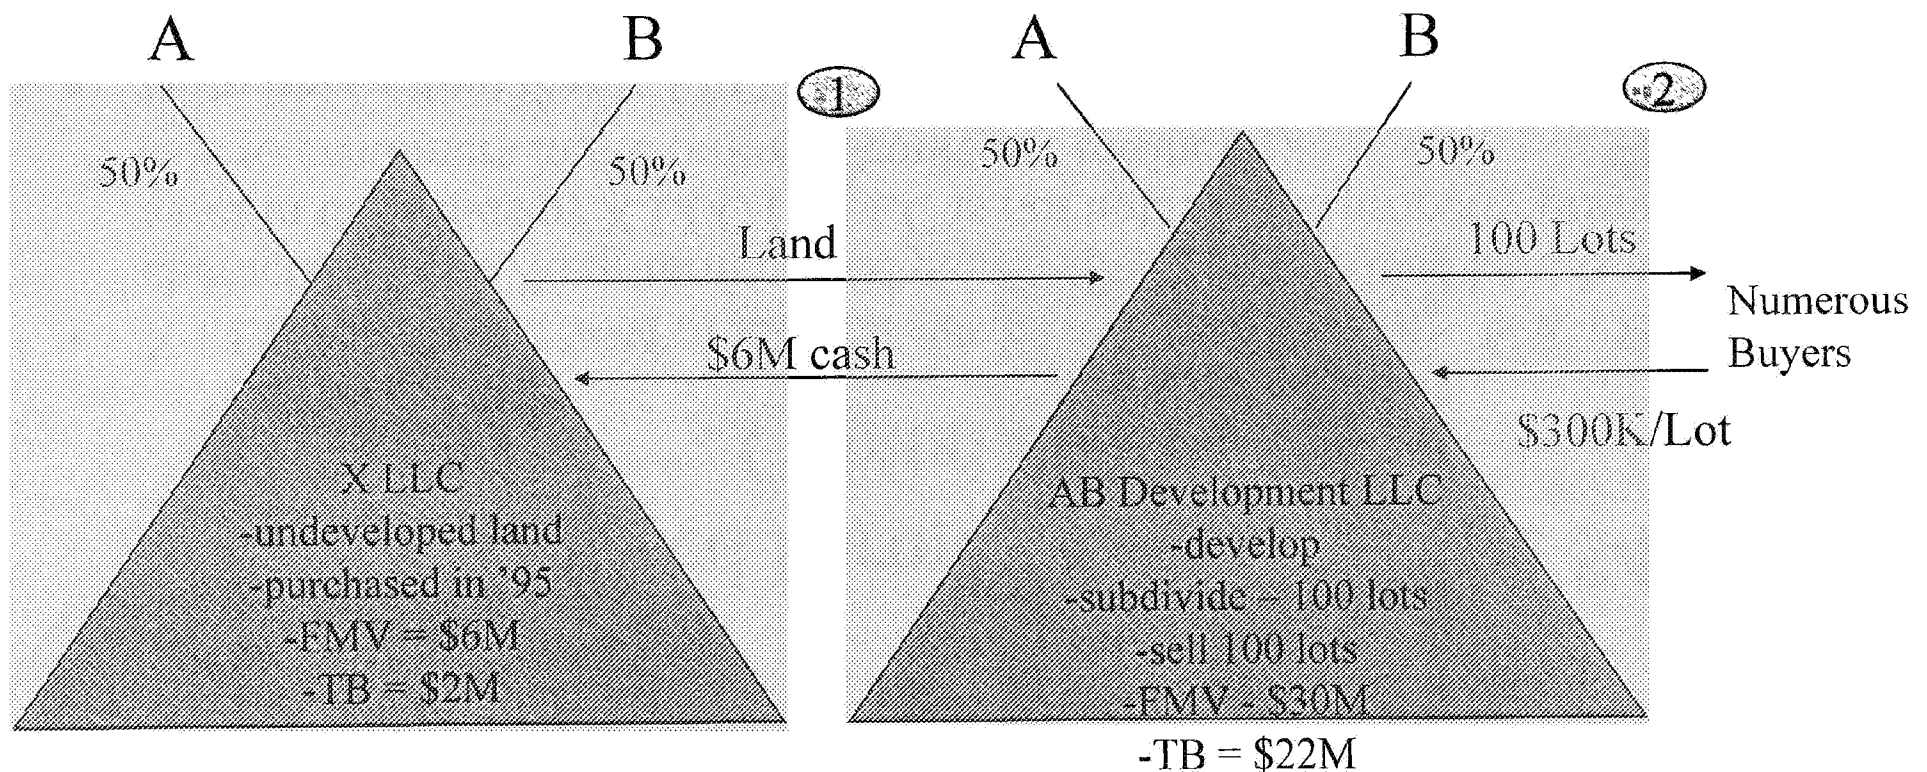 A
B
1
50%
50%
Land
$6M cash
X LLC
-undeveloped land
-purchased in '95
-FMV = $6M
-TB = $2M
A
B
2
50%
50%
100 Lots
Numerous
Buyers
$300K/Lot
AB Development LLC
-develop
-subdivide – 100 lots
-sell 100 lots
-FMV - $30M
-TB = $22M